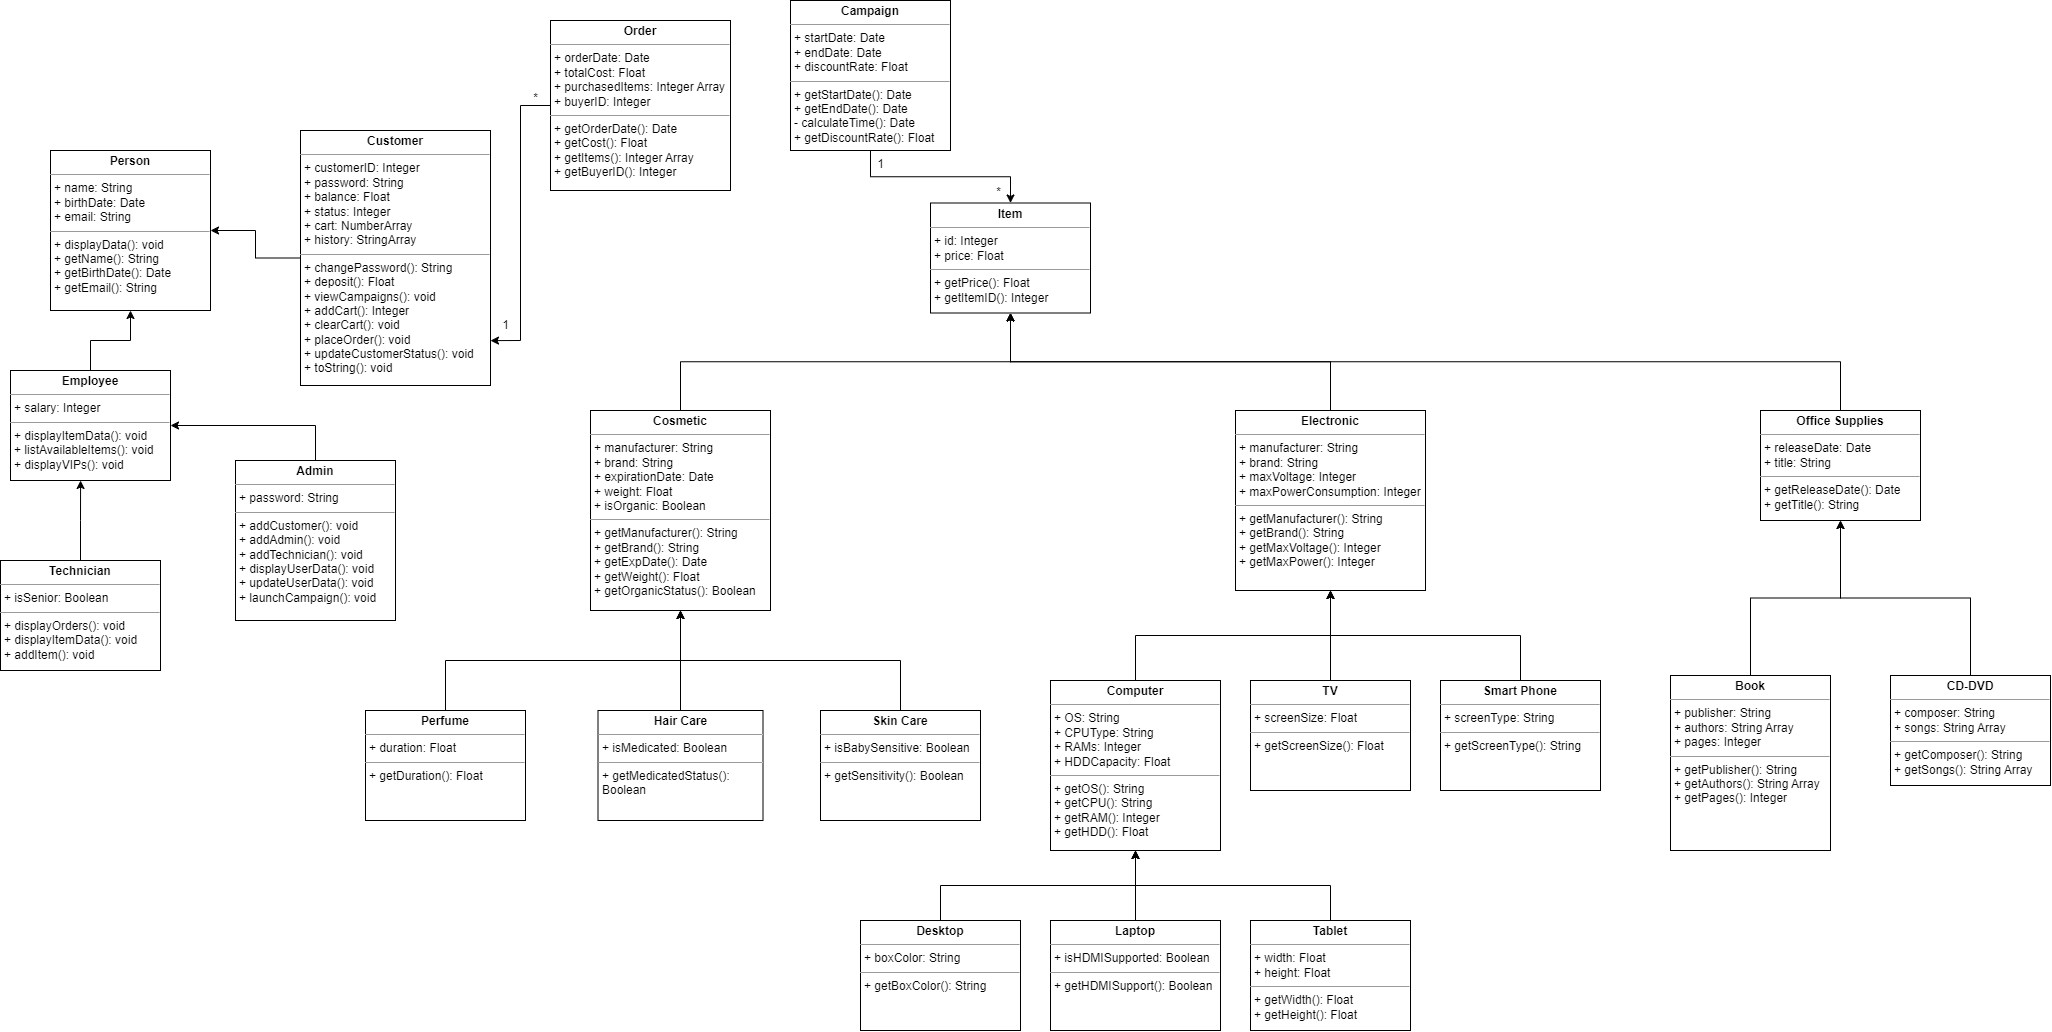 Campaign
+ startDate: Date
+ endDate: Date
+ discountRate: Float
+ getStartDate(): Date
+ getEndDate(): Date
- calculateTime(): Date
+ getDiscountRate(): Float
1
*
Order
+ orderDate: Date
+ totalCost: Float
+ purchasedItems: Integer Array
+ buyerID: Integer
+ getOrderDate(): Date
+ getCost(): Float
+ getItems(): Integer Array
+ getBuyerID(): Integer
*
1
Customer
+ customerID: Integer
+ password: String
+ balance: Float
+ status: Integer
+ cart: NumberArray
+ history: StringArray
+ changePassword(): String
+ deposit(): Float
+ viewCampaigns(): void
+ addCart(): Integer
+ clearCart(): void
+ placeOrder(): void
+ updateCustomerStatus(): void
+ toString(): void
Person
+ name: String
+ birthDate: Date
+ email: String
+ displayData(): void
+ getName(): String
+ getBirthDate(): Date
+ getEmail(): String
Item
+ id: Integer
+ price: Float
+ getPrice(): Float
+ getItemID(): Integer
Employee
+ salary: Integer
+ displayItemData(): void
+ listAvailableItems(): void
+ displayVIPs(): void
Admin
+ password: String
+ addCustomer(): void
+ addAdmin(): void
+ addTechnician(): void
+ displayUserData(): void
+ updateUserData(): void
+ launchCampaign(): void
Technician
+ isSenior: Boolean
+ displayOrders(): void
+ displayItemData(): void
+ addItem(): void
Cosmetic
+ manufacturer: String
+ brand: String
+ expirationDate: Date
+ weight: Float
+ isOrganic: Boolean
+ getManufacturer(): String
+ getBrand(): String
+ getExpDate(): Date
+ getWeight(): Float
+ getOrganicStatus(): Boolean
Electronic
+ manufacturer: String
+ brand: String
+ maxVoltage: Integer
+ maxPowerConsumption: Integer
+ getManufacturer(): String
+ getBrand(): String
+ getMaxVoltage(): Integer
+ getMaxPower(): Integer
Office Supplies
+ releaseDate: Date
+ title: String
+ getReleaseDate(): Date
+ getTitle(): String
Perfume
+ duration: Float
+ getDuration(): Float
Hair Care
+ isMedicated: Boolean
+ getMedicatedStatus():
Boolean
Skin Care
+ isBabySensitive: Boolean
+ getSensitivity(): Boolean
Computer
+ OS: String
+ CPUType: String
+ RAMs: Integer
+ HDDCapacity: Float
+ getOS(): String
+ getCPU(): String
+ getRAM(): Integer
+ getHDD(): Float
TV
+ screenSize: Float
+ getScreenSize(): Float
Smart Phone
+ screenType: String
+ getScreenType(): String
Book
+ publisher: String
+ authors: String Array
+ pages: Integer
+ getPublisher(): String
+ getAuthors(): String Array
+ getPages(): Integer
CD-DVD
+ composer: String
+ songs: String Array
+ getComposer(): String
+ getSongs(): String Array
Desktop
+ boxColor: String
+ getBoxColor(): String
Laptop
+ isHDMISupported: Boolean
+ getHDMISupport(): Boolean
Tablet
+ width: Float
+ height: Float
+ getWidth(): Float
+ getHeight(): Float